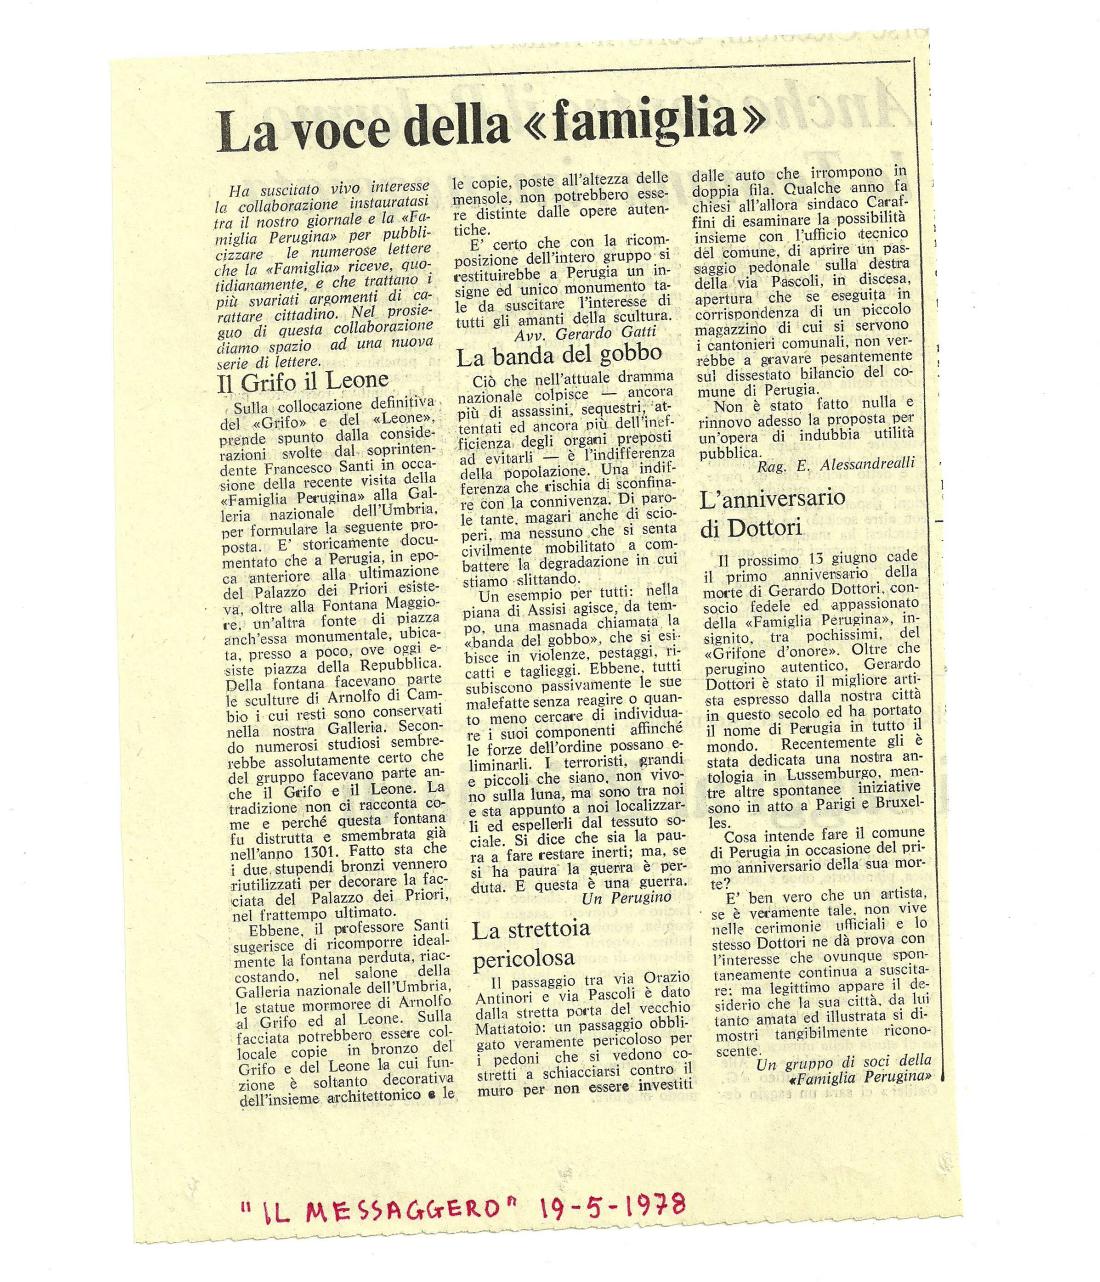 La voce della «famiglia»
Ha suscitato vivo interesse
la collaborazione instauratasi
tra il nostro giornale e la «Fa-
miglia Perugina» per pubbli-
cizzare le numerose lettere
che la «Famiglia» riceve, quo-
tidianamente, e che trattano i
più svariati argomenti di ca-
rattare cittadino. Nel prosie-
guo di questa collaborazione
diamo spazio ad una nuova
serie di lettere.
Il Grifo il Leone
Sulla collocazione definitiva
del «Grifo» e del «Leone»,
prende spunto dalla conside-
razioni svolte dal soprinten-
dente Francesco Santi in occa-
sione della recente visita della
«Famiglia Perugina» alla Gal-
leria nazionale dell'Umbria,
per formulare la seguente pro-
posta. E' storicamente docu-
mentato che a Perugia, in epo-
ca anteriore alla ultimazione
del Palazzo dei Priori esiste-
va, oltre alla Fontana Maggio-
re, un'altra fonte di piazza
anch'essa monumentale, ubica-
ta, presso a poco, ove oggi e-
siste piazza della Repubblica.
Della fontana facevano parte
le sculture di Arnolfo di Cam-
bio i cui resti sono conservati
nella nostra Galleria. Secon-
do numerosi studiosi sembre-
rebbe assolutamente certo che
del gruppo facevano parte an-
che il Grifo e il Leone. La
tradizione non ci racconta co-
me e perché questa fontana
fu distrutta e smembrata già
nell'anno 1301. Fatto sta che
i due stupendi bronzi vennero
riutilizzati per decorare la fac-
ciata del Palazzo dei Priori,
nel frattempo ultimato.
Ebbene, il professore Santi
sugerisce di ricomporre ideal-
mente la fontana perduta, riac-
costando, nel salone della
Galleria nazionale dell'Umbria,
le statue mormoree di Arnolfo
al Grifo ed al Leone. Sulla
facciata potrebbero essere col-
locale copie in bronzo del
Grifo e del Leone la cui fun-
zione è soltanto decorativa
dell'insieme architettonico e le
le copie, poste all'altezza delle
mensole, non potrebbero esse-
re distinte dalle opere auten-
tiche.
E' certo che con la ricom-
posizione dell'intero gruppo si
restituirebbe a Perugia un in-
signe ed unico monumento ta-
le da suscitare l'interesse di
tutti gli amanti della scultura.
Avv. Gerardo Gatti
La banda del gobbo
Ciò che nell'attuale dramma
nazionale colpisce — ancora
più di assassini, sequestri, at-
tentati ed ancora più dell'inef-
ficienza degli organi preposti
ad evitarli — è l'indifferenza
della popolazione. Una indif-
ferenza che rischia di sconfina-
re con la connivenza. Di paro-
le tante, magari anche di scio-
peri, ma nessuno che si senta
civilmente mobilitato a com-
battere la degradazione in cui
stiamo slittando.
Un esempio per tutti: nella
piana di Assisi agisce, da tem-
po, una masnada chiamata la
«banda del gobbo», che si esi-
bisce in violenze, pestaggi, ri-
catti e taglieggi. Ebbene, tutti
subiscono passivamente le sue
malefatte senza reagire o quan-
to meno cercare di individua-
re i suoi componenti affinché
le forze dell'ordine possano e-
liminarli. I terroristi, grandi
e piccoli che siano, non vivo-
no sulla luna, ma sono tra noi
e sta appunto a noi localizzar-
li ed espellerli dal tessuto so-
ciale. Si dice che sia la pau-
ra a fare restare inerti; ma, se
si ha paura la guerra è per-
duta. E questa è una guerra.
Un Perugino
La strettoia
pericolosa
Il passaggio tra via Orazio
Antinori e via Pascoli è dato
dalla stretta porta del vecchio
Mattatoio: un passaggio obbli-
gato veramente pericoloso per
i pedoni che si vedono co-
stretti a schiacciarsi contro il
muro per non essere investiti
dalle auto che irrompono in
doppia fila. Qualche anno fa
chiesi all'allora sindaco Caraf-
fini di esaminare la possibilità
insieme con l'ufficio tecnico
del comune, di aprire un pas-
saggio pedonale sulla destra
della via Pascoli, in discesa,
apertura che se eseguita in
corrispondenza di un piccolo
magazzino di cui si servono
i cantonieri comunali, non ver-
rebbe a gravare pesantemente
sul dissestato bilancio del co-
mune di Perugia.
Non è stato fatto nulla e
rinnovo adesso la proposta per
un'opera di indubbia utilità
pubblica.
Rag. E. Alessandrealli
L'anniversario
di Dottori
Il prossimo 13 giugno cade
il primo anniversario della
morte di Gerardo Dottori, con-
socio fedele ed appassionato
della «Famiglia Perugina», in-
signito, tra pochissimi, del
«Grifone d'onore». Oltre che
perugino autentico, Gerardo
Dottori è stato il migliore arti-
sta espresso dalla nostra città
in questo secolo ed ha portato
il nome di Perugia in tutto il
mondo. Recentemente gli è
stata dedicata una nostra an-
tologia in Lussemburgo, men-
tre altre spontanee iniziative
sono in atto a Parigi e Bruxel-
les.
Cosa intende fare il comune
di Perugia in occasione del pri-
mo anniversario della sua mor-
te?
E' ben vero che un artista,
se è veramente tale, non vive
nelle cerimonie ufficiali e lo
stesso Dottori ne dà prova con
l'interesse che ovunque spon-
taneamente continua a suscita-
re; ma legittimo appare il de-
siderio che la sua città, da lui
tanto amata ed illustrata si di-
mostri tangibilmente ricono-
scente.
Un gruppo di soci della
«Famiglia Perugina»
"IL MESSAGGERO" 19-5-1978